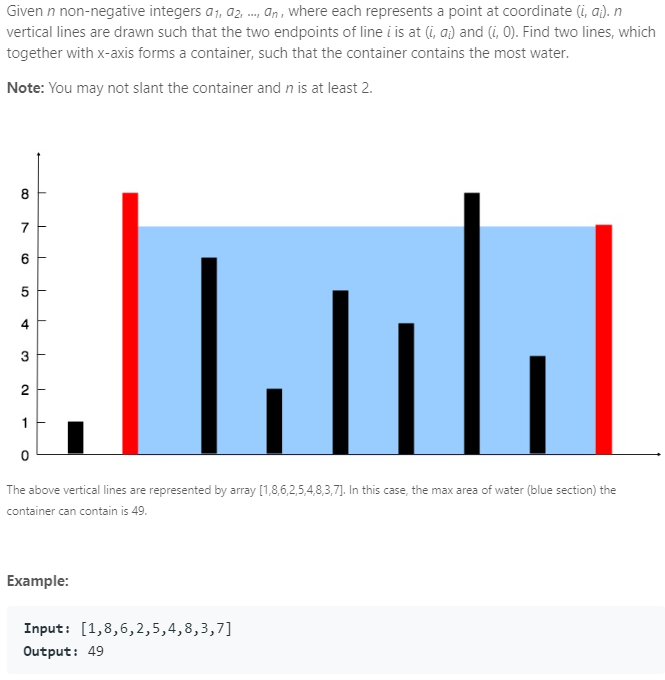 Given n non-negative integers a1, a2, ..., an , where each represents a point at coordinate (i, ai). n
vertical lines are drawn such that the two endpoints of line i is at (i, ai) and (i, 0). Find two lines, which
together with x-axis forms a container, such that the container contains the most water.
Note: You may not slant the container and n is at least 2.
8
7
6
5
4
3
2
1
0
The above vertical lines are represented by array [1,8,6,2,5,4,8,3,7]. In this case, the max area of water (blue section) the
container can contain is 49.
Example:
Input: [1,8,6,2,5,4,8,3,7]
Output: 49